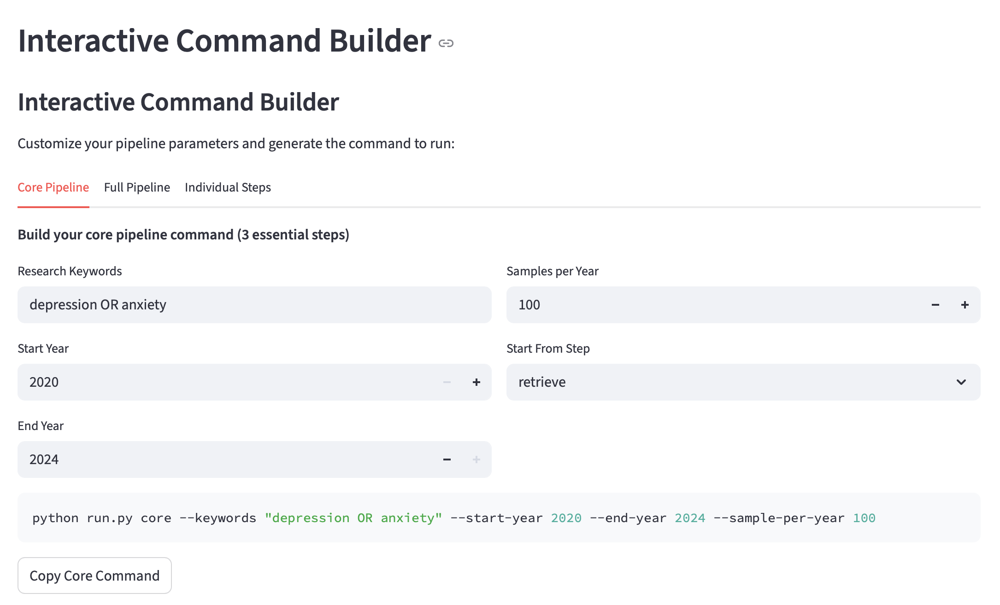 Interactive Command Builder
Interactive Command Builder
Customize your pipeline parameters and generate the command to run:
Core Pipeline Full Pipeline Individual Steps
Build your core pipeline command (3 essential steps)
Research Keywords
depression OR anxiety
Samples per Year
100
Start Year
2020
Start From Step
retrieve
End Year
2024
python run.py core --keywords "depression OR anxiety" --start-year 2020 --end-year 2024 --sample-per-year 100
Copy Core Command